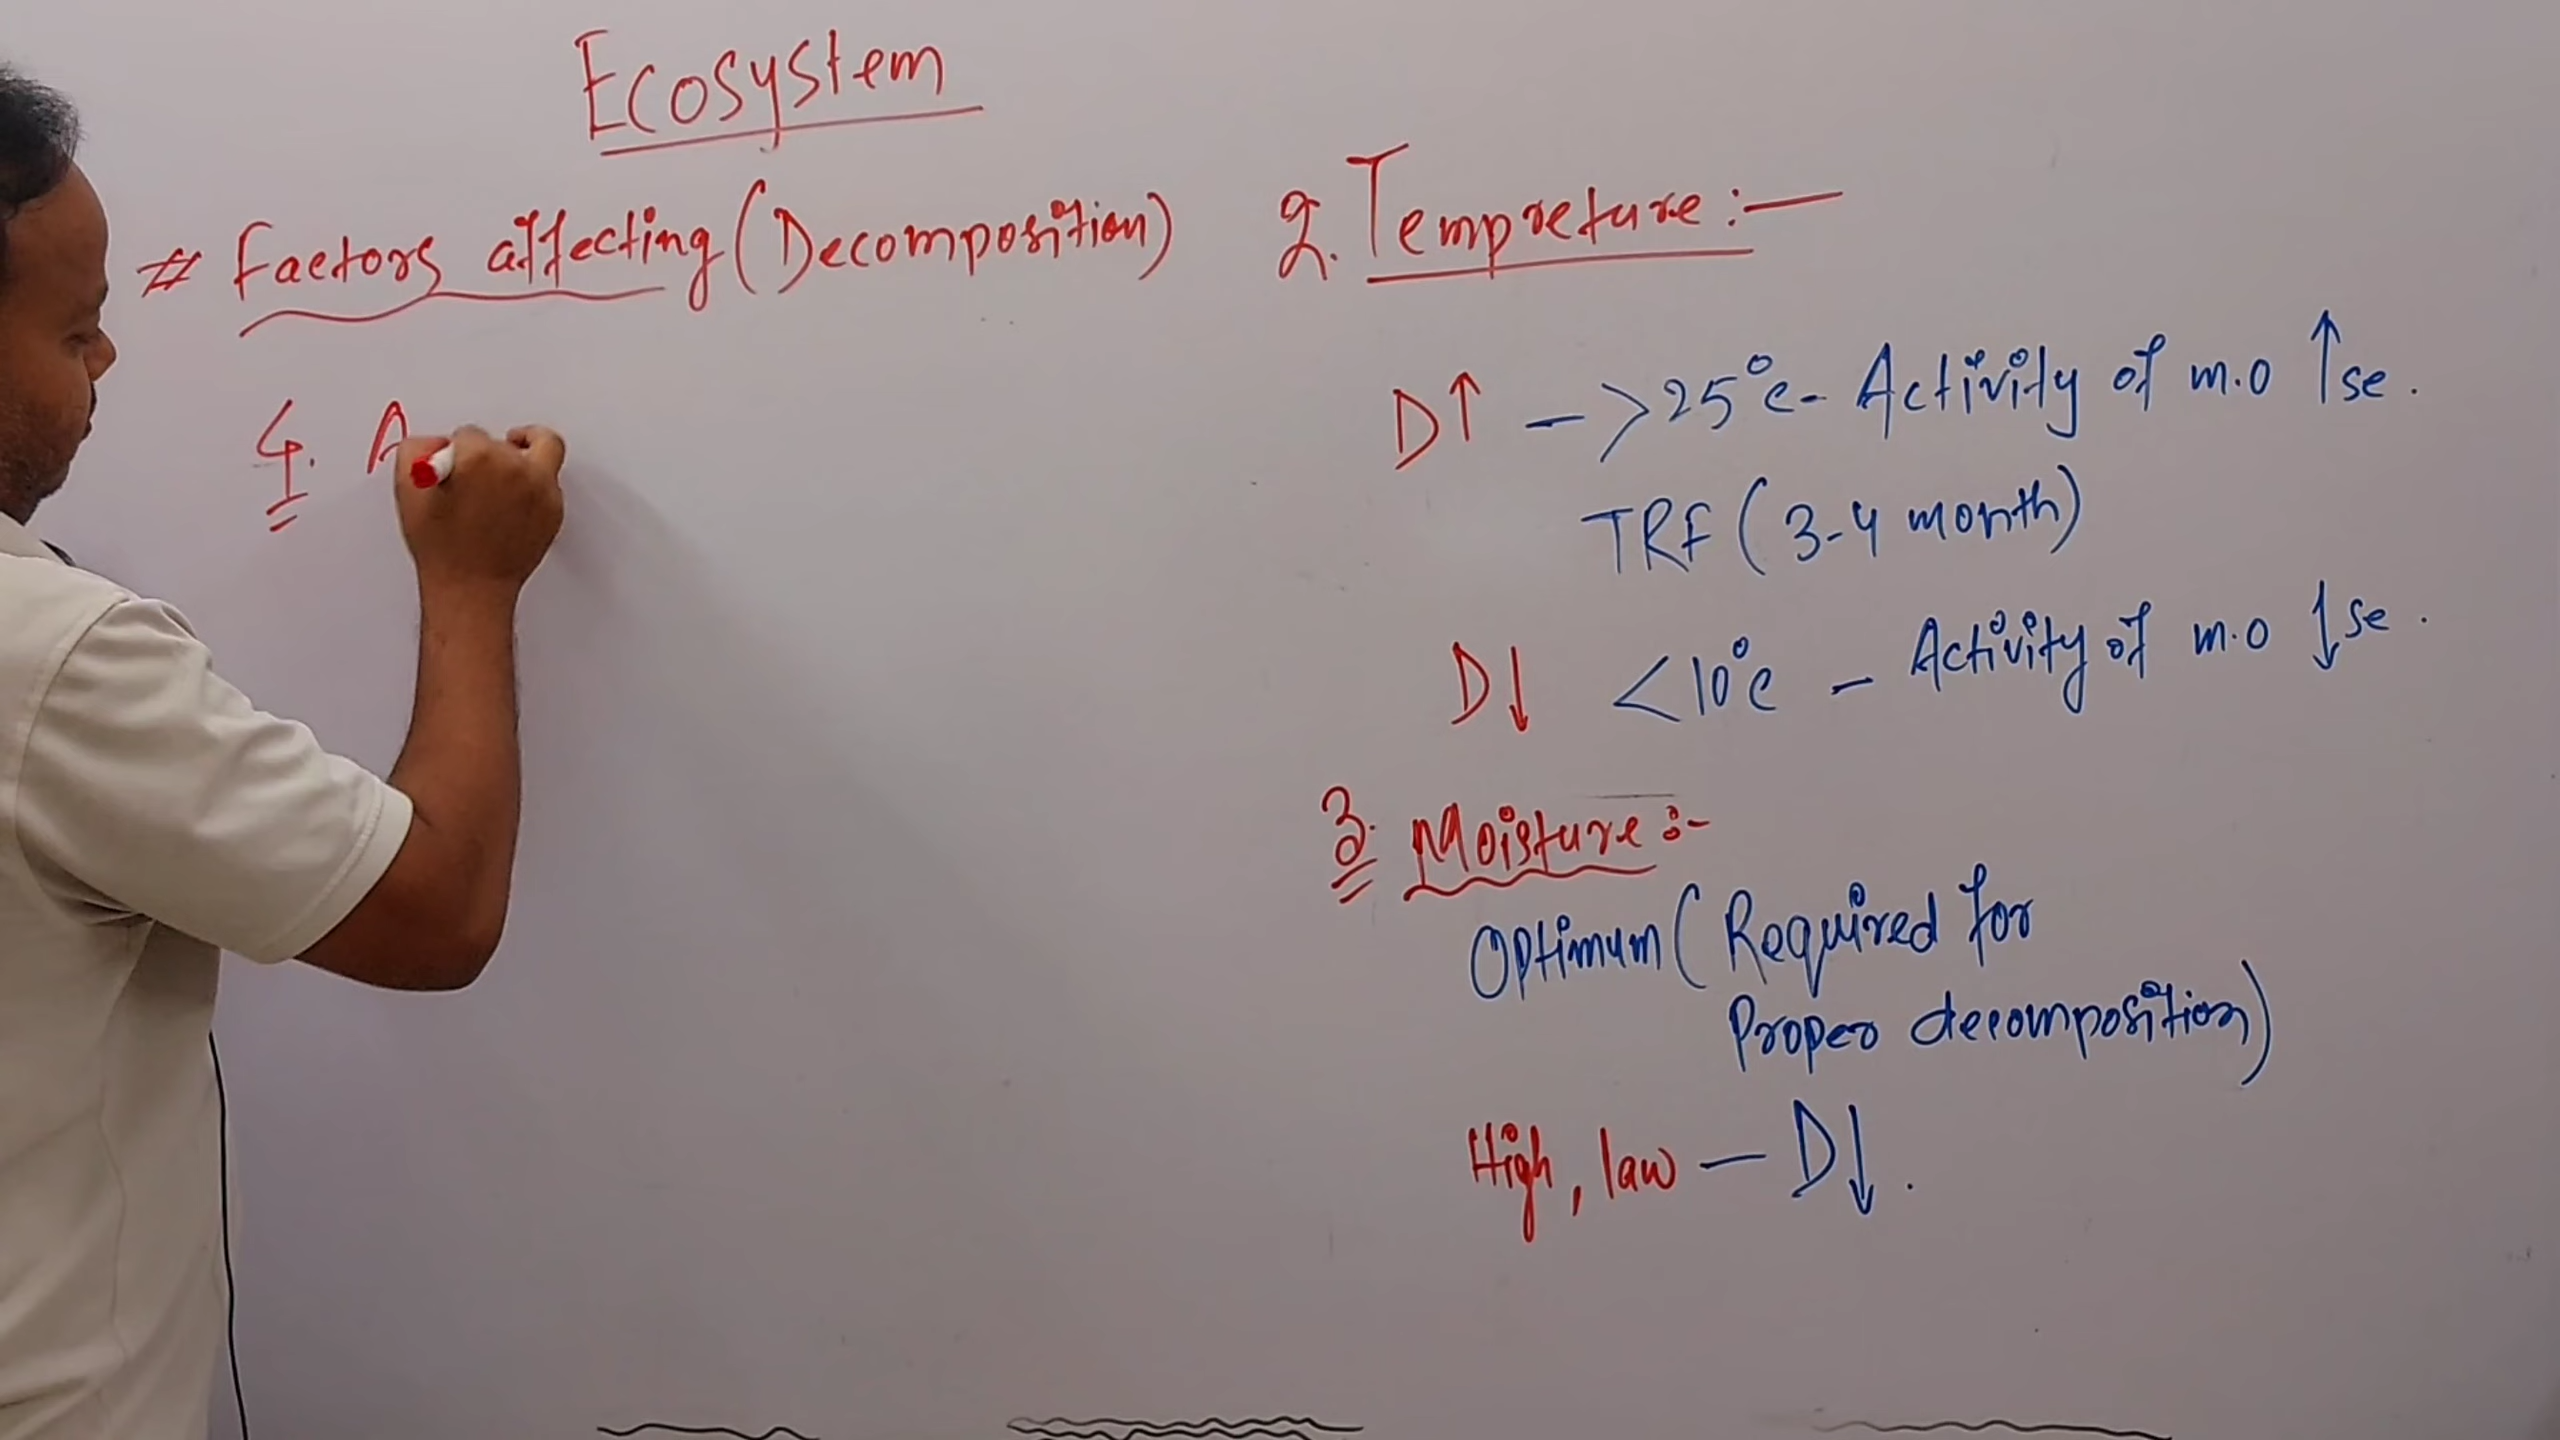 Ecosystem
# Factors affecting (Decomposition)
4. A
2. Tempreture :-
D↑ - >25°c - Activity of m.o ↑se.
TRF (3-4 month)
D↓ <10°c - Activity of m.o ↓se.
3. Moisture :-
Optimum (Required for
Proper decomposition)
High, law - D↓.